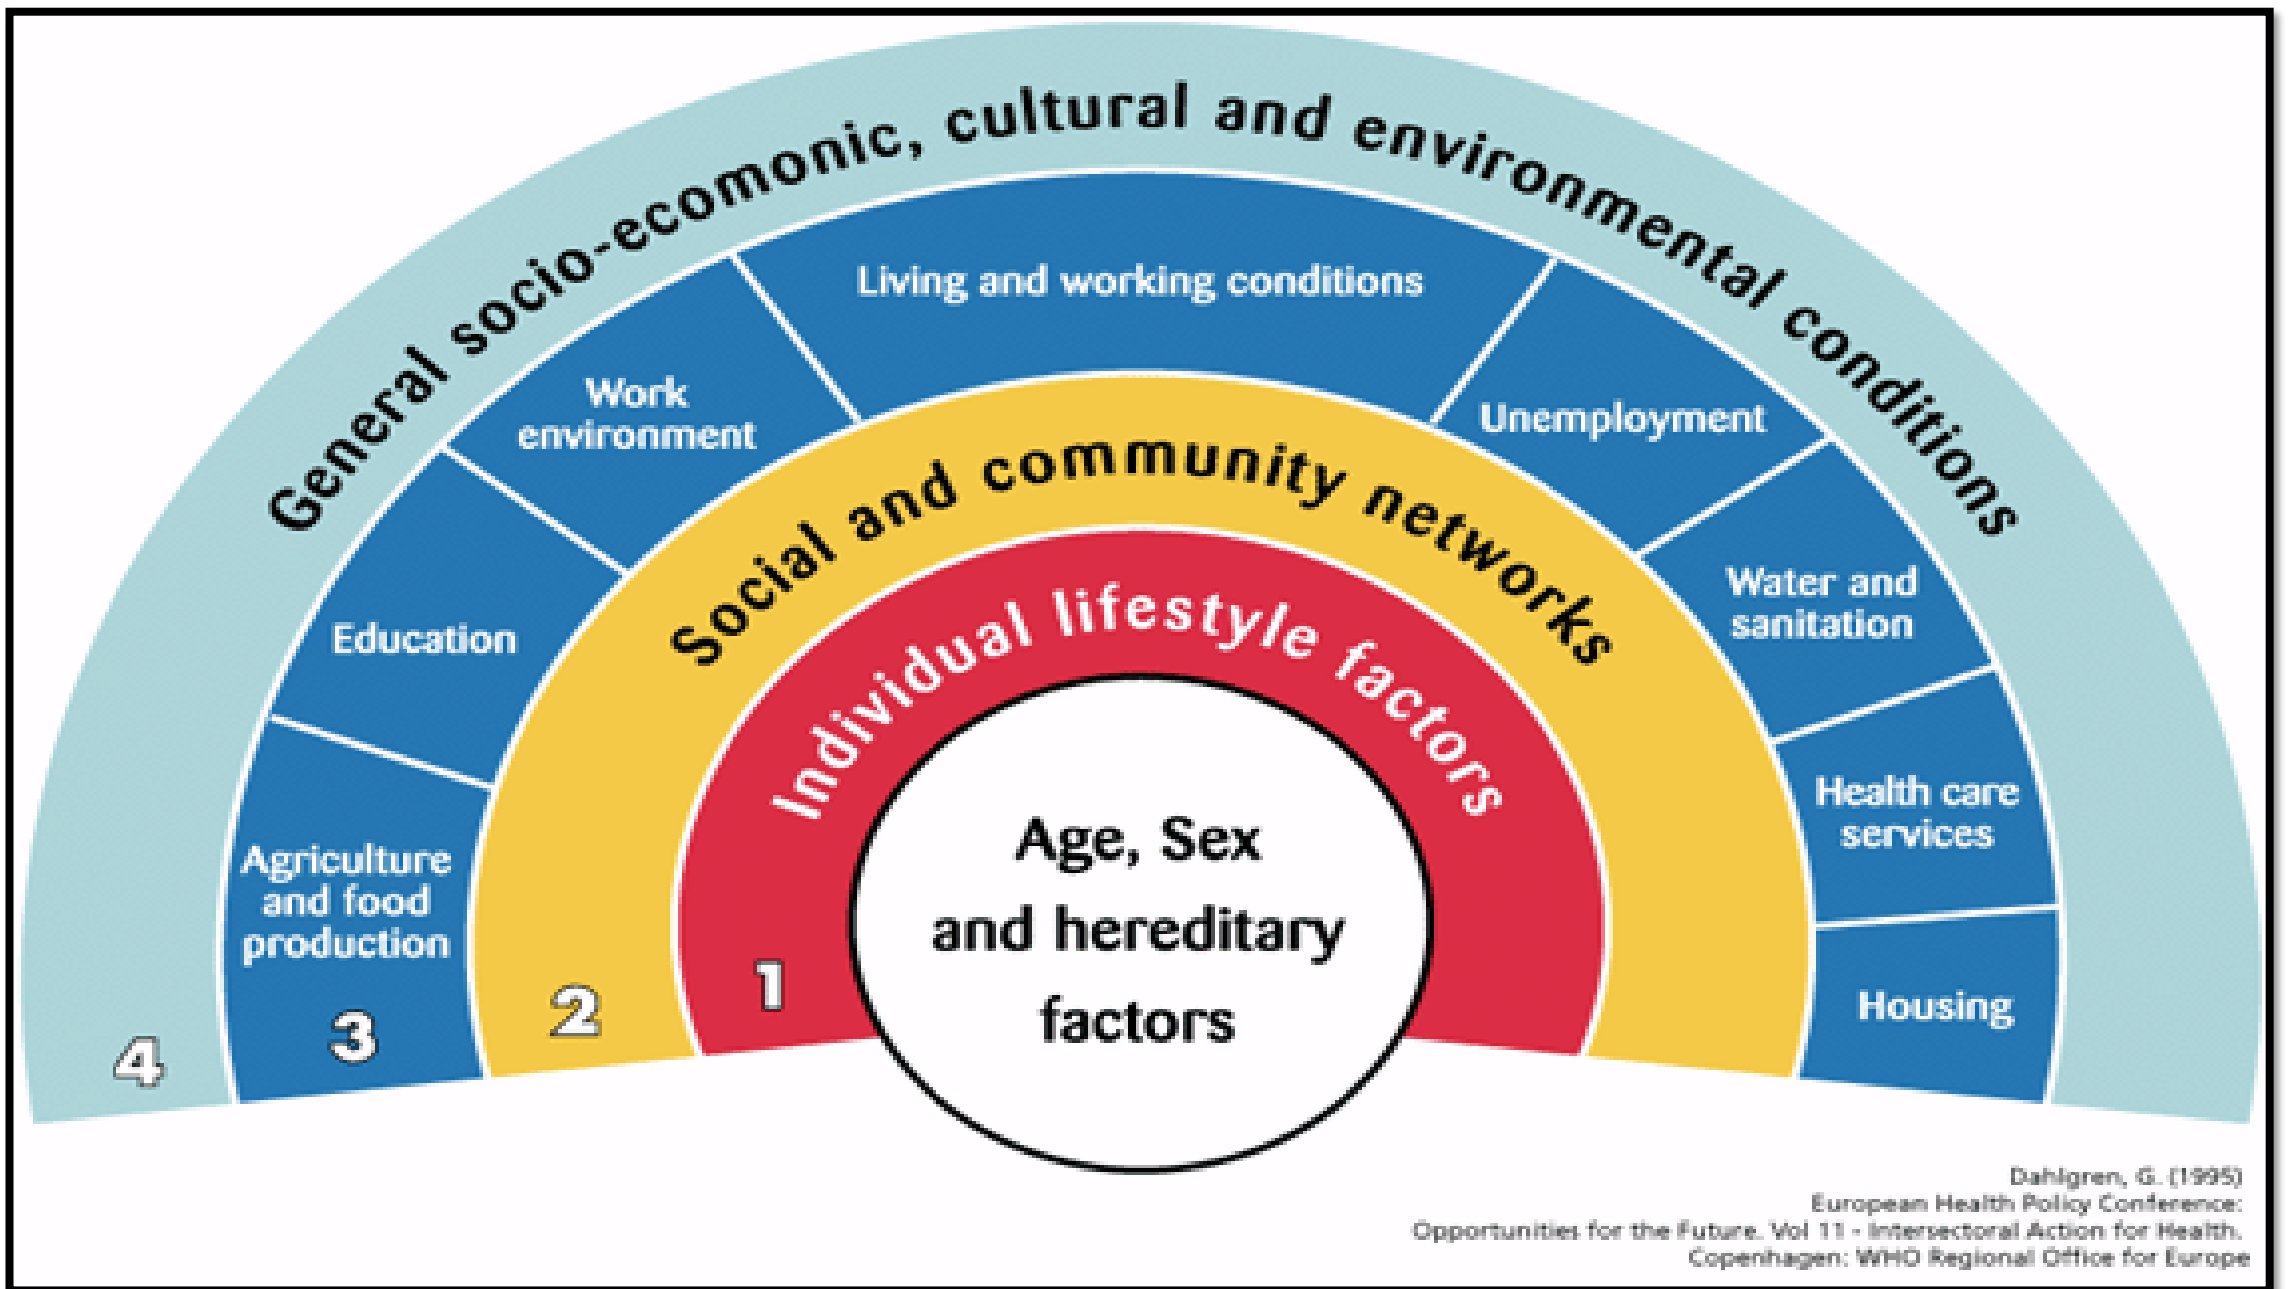 General socio-ecomonic, cultural and environmental conditions
Living and working conditions
Work
environment
Unemployment
Education
Water and
sanitation
Agriculture
and food
production
Health care
services
Housing
Social and community networks
Individual lifestyle factors
Age, Sex
and hereditary
factors
1
2
3
4
Dahlgren, G. (1995)
European Health Policy Conference:
Opportunities for the Future. Vol 11 - Intersectoral Action for Health.
Copenhagen: WHO Regional Office for Europe